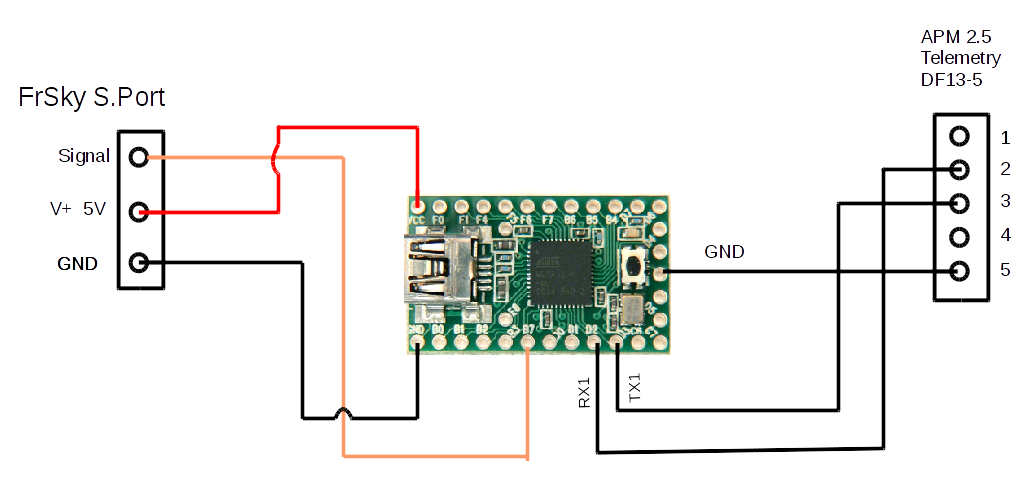 APM 2.5
Telemetry
DF13-5
FrSky S.Port
Signal
V+ 5V
GND
1
2
3
4
5
GND
RX1
TX1
VCC F0 F1 F4 F6 F7 B6 B5 B4
GND B0 B1 B2 B7 D1 D2